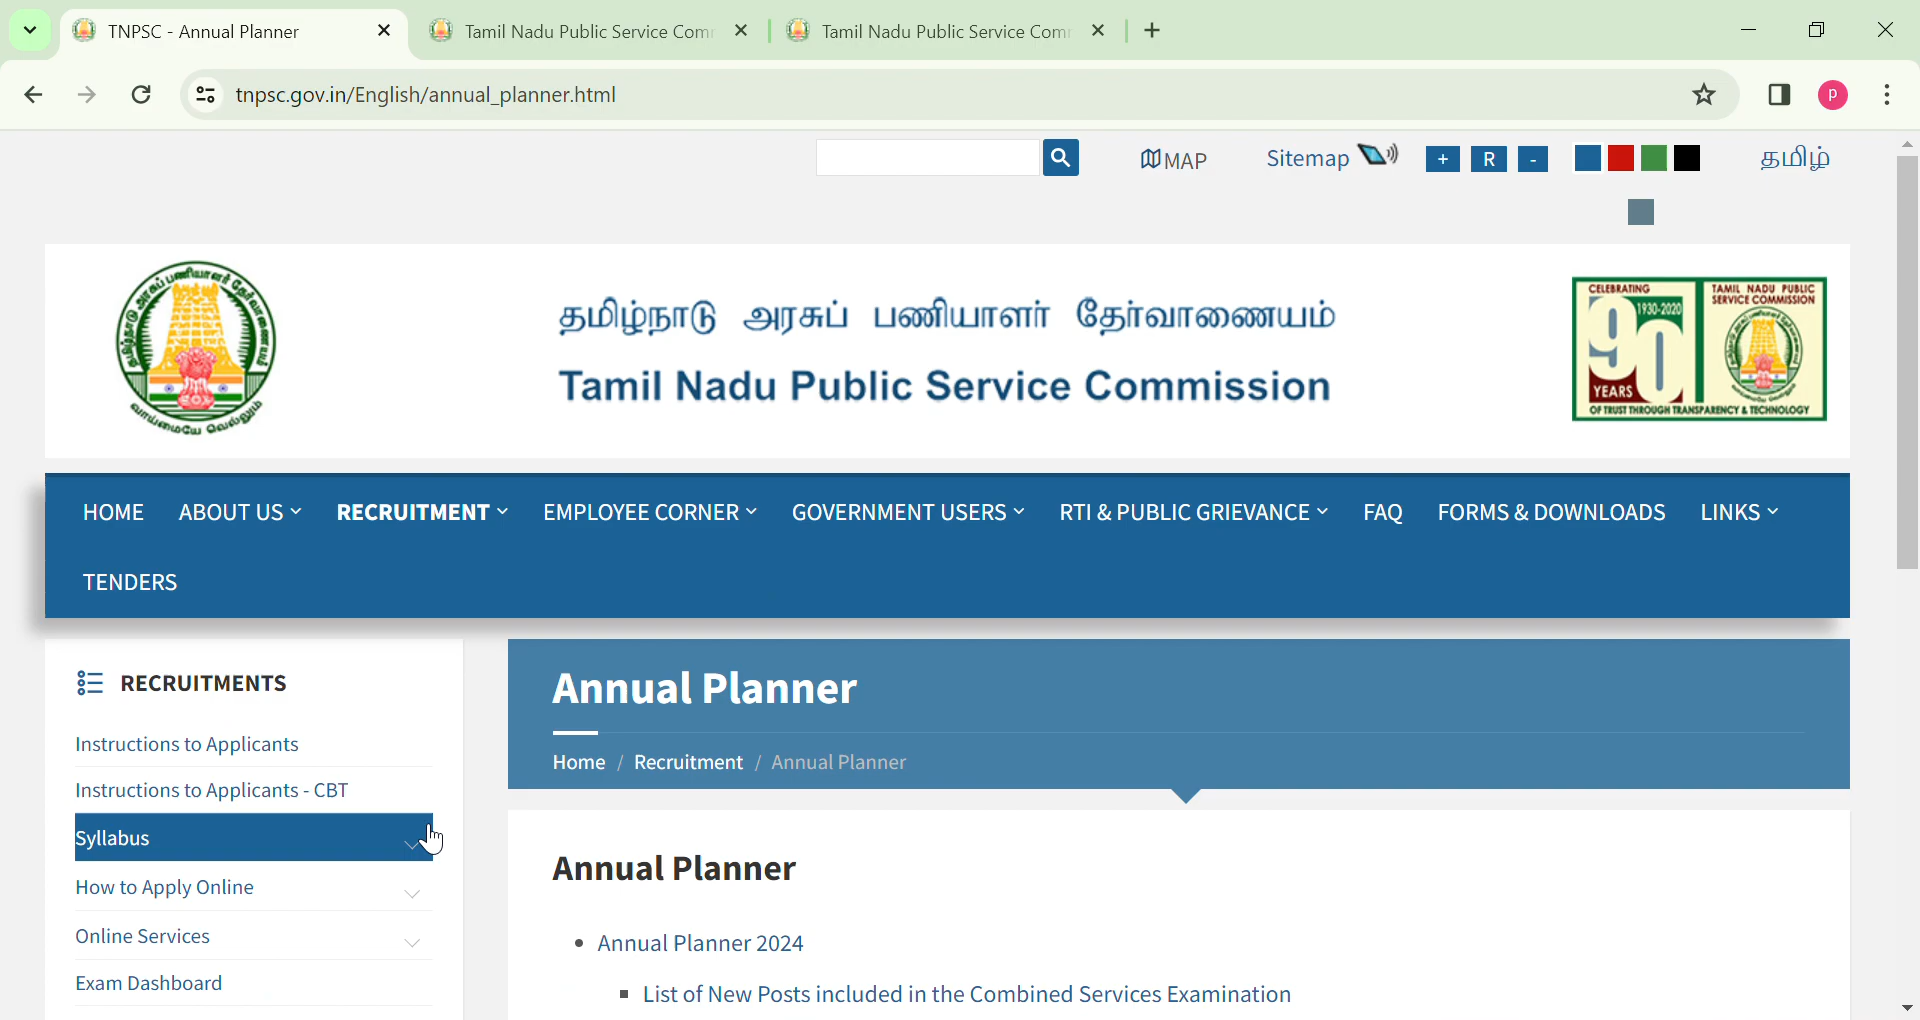 TNPSC - Annual Planner
Tamil Nadu Public Service Com
Tamil Nadu Public Service Com
tnpsc.gov.in/English/annual_planner.html
P
MAP
Sitemap
+
R
-
தமிழ்
தமிழ்நாடு அரசுப் பணியாளர் தேர்வாணையம்
Tamil Nadu Public Service Commission
தமிழ்நாடு அரசுப் பணியாளர் தேர்வாணையம்
வாய்மையே வெல்லும்
CELEBRATING
90
1930-2020
YEARS
TAMIL NADU PUBLIC
SERVICE COMMISSION
OF TRUST THROUGH TRANSPARENCY & TECHNOLOGY
HOME
ABOUT US
RECRUITMENT
EMPLOYEE CORNER
GOVERNMENT USERS
RTI & PUBLIC GRIEVANCE
FAQ
FORMS & DOWNLOADS
LINKS
TENDERS
RECRUITMENTS
Instructions to Applicants
Instructions to Applicants - CBT
Syllabus
How to Apply Online
Online Services
Exam Dashboard
Annual Planner
Home / Recruitment / Annual Planner
Annual Planner
• Annual Planner 2024
▪ List of New Posts included in the Combined Services Examination